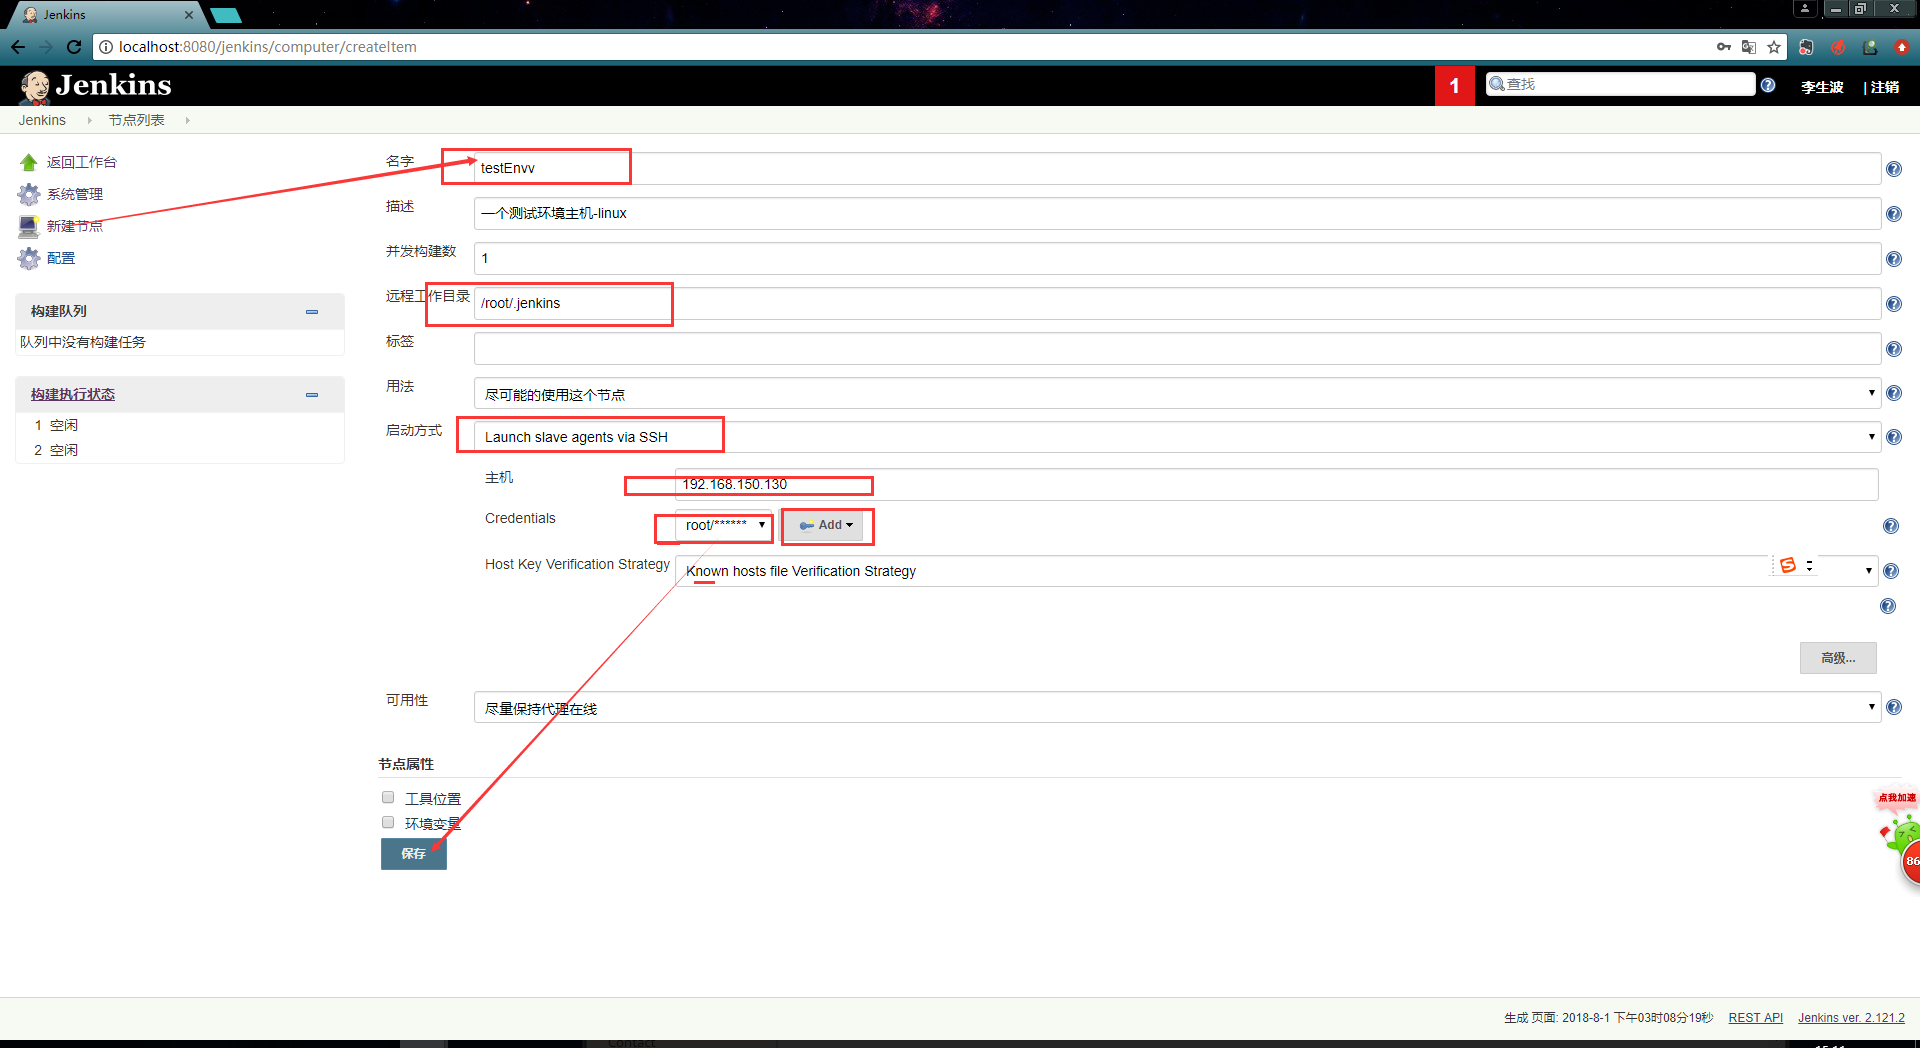 Jenkins
localhost:8080/jenkins/computer/createItem
Jenkins
1
查找
李生波
| 注销
Jenkins
节点列表
返回工作台
系统管理
新建节点
配置
构建队列
队列中没有构建任务
构建执行状态
1 空闲
2 空闲
名字
testEnvv
描述
一个测试环境主机-linux
并发构建数
1
远程工作目录
/root/.jenkins
标签
用法
尽可能的使用这个节点
启动方式
Launch slave agents via SSH
主机
192.168.150.130
Credentials
root/******
Add
Host Key Verification Strategy
Known hosts file Verification Strategy
高级...
可用性
尽量保持代理在线
节点属性
工具位置
环境变量
保存
点我加速
86
生成 页面: 2018-8-1 下午03时08分19秒
REST API
Jenkins ver. 2.121.2